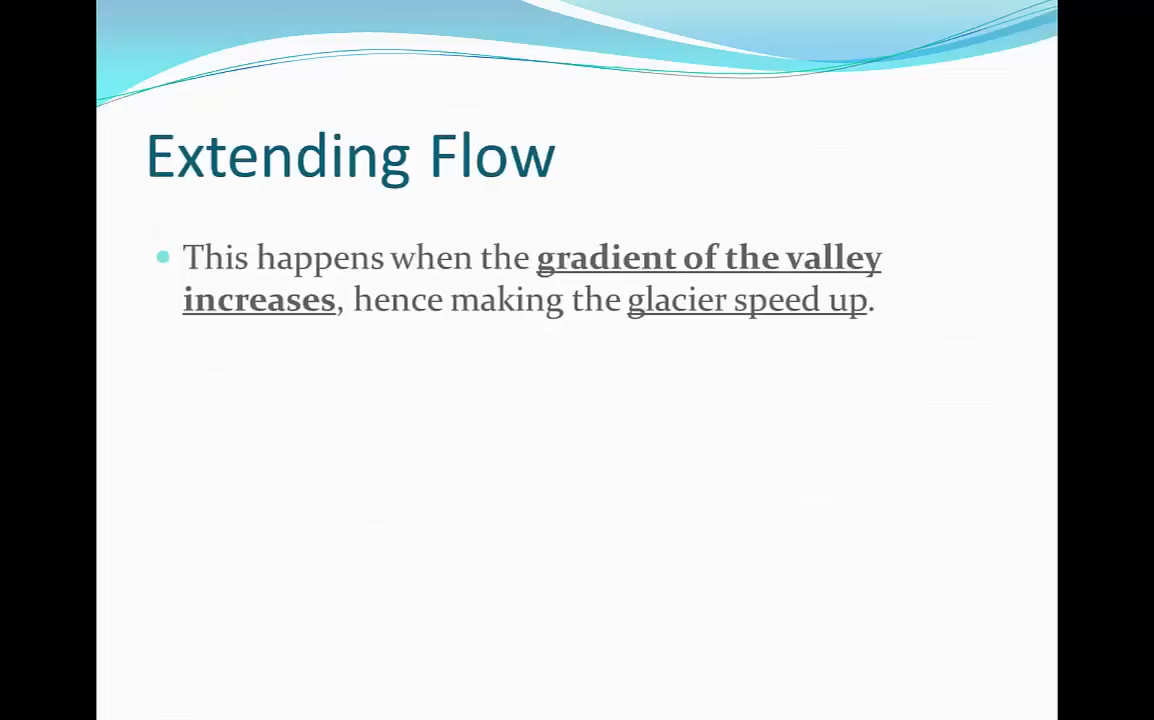 Extending Flow
This happens when the gradient of the valley
increases, hence making the glacier speed up.